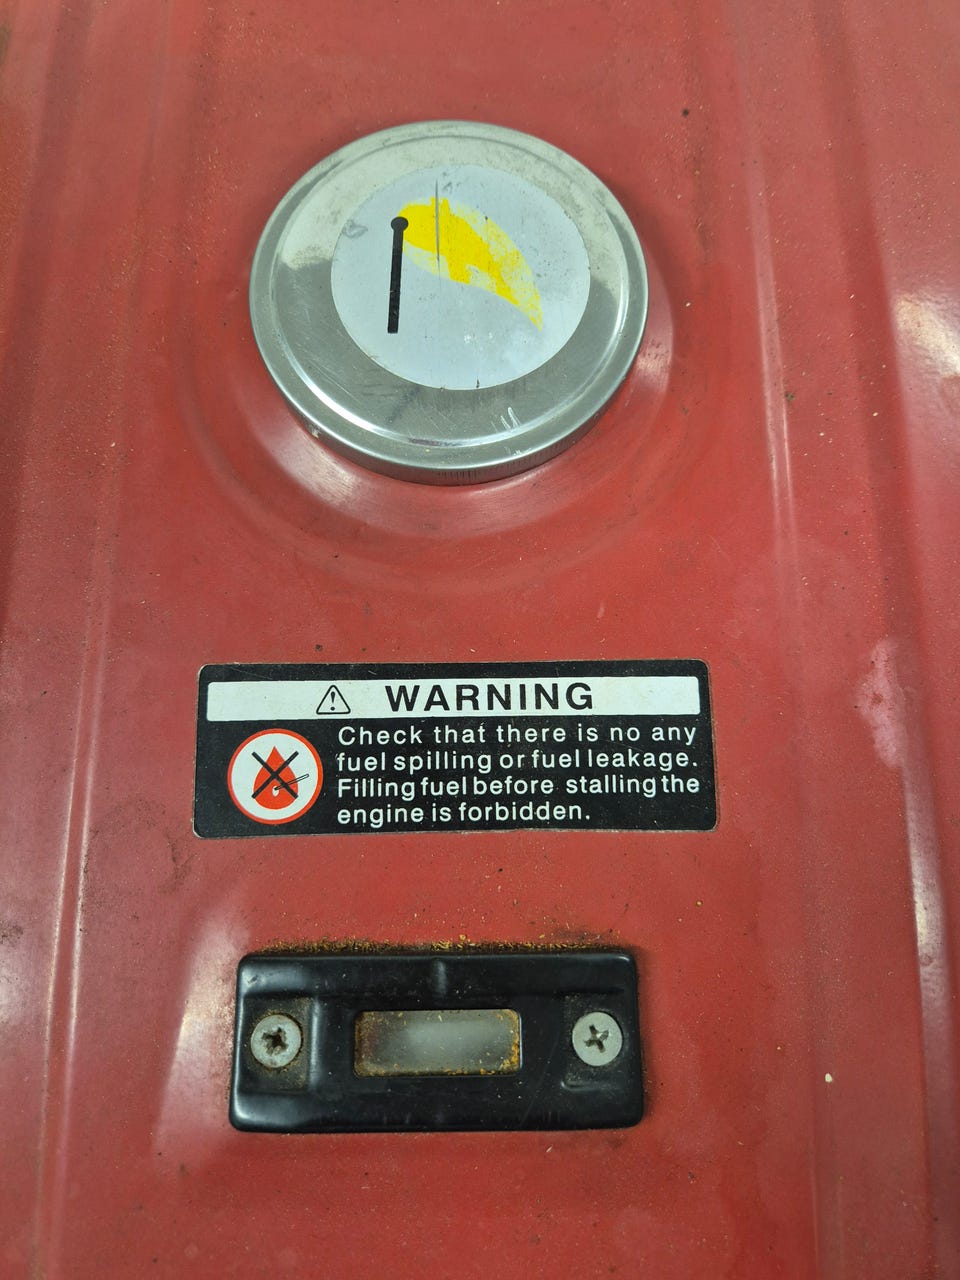 WARNING
Check that there is no any
fuel spilling or fuel leakage.
Filling fuel before stalling the
engine is forbidden.